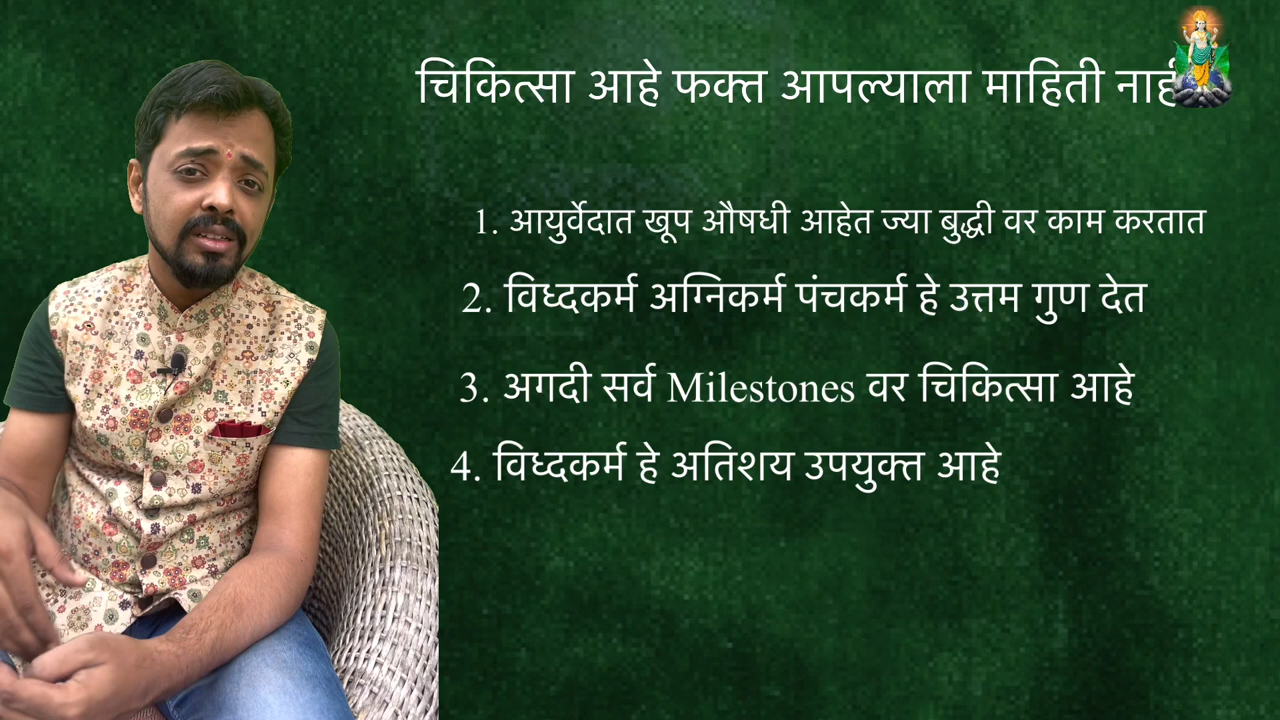 चिकित्सा आहे फक्त आपल्याला माहिती नाही
1. आयुर्वेदात खूप औषधी आहेत ज्या बुद्धी वर काम करतात
2. विध्दकर्म अग्निकर्म पंचकर्म हे उत्तम गुण देत
3. अगदी सर्व Milestones वर चिकित्सा आहे
4. विध्दकर्म हे अतिशय उपयुक्त आहे